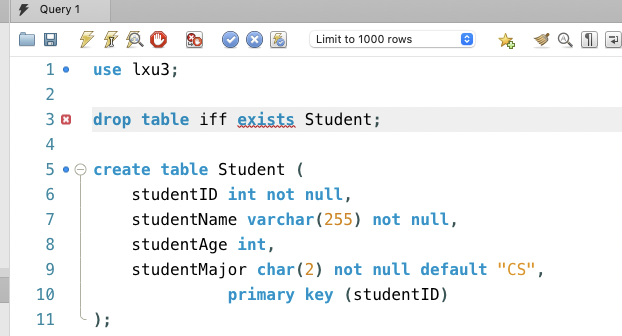 Query 1
Limit to 1000 rows
1 use lxu3;
2
3 drop table iff exists Student;
4
5 create table Student (
6 studentID int not null,
7 studentName varchar(255) not null,
8 studentAge int,
9 studentMajor char(2) not null default "CS",
10 primary key (studentID)
11 );